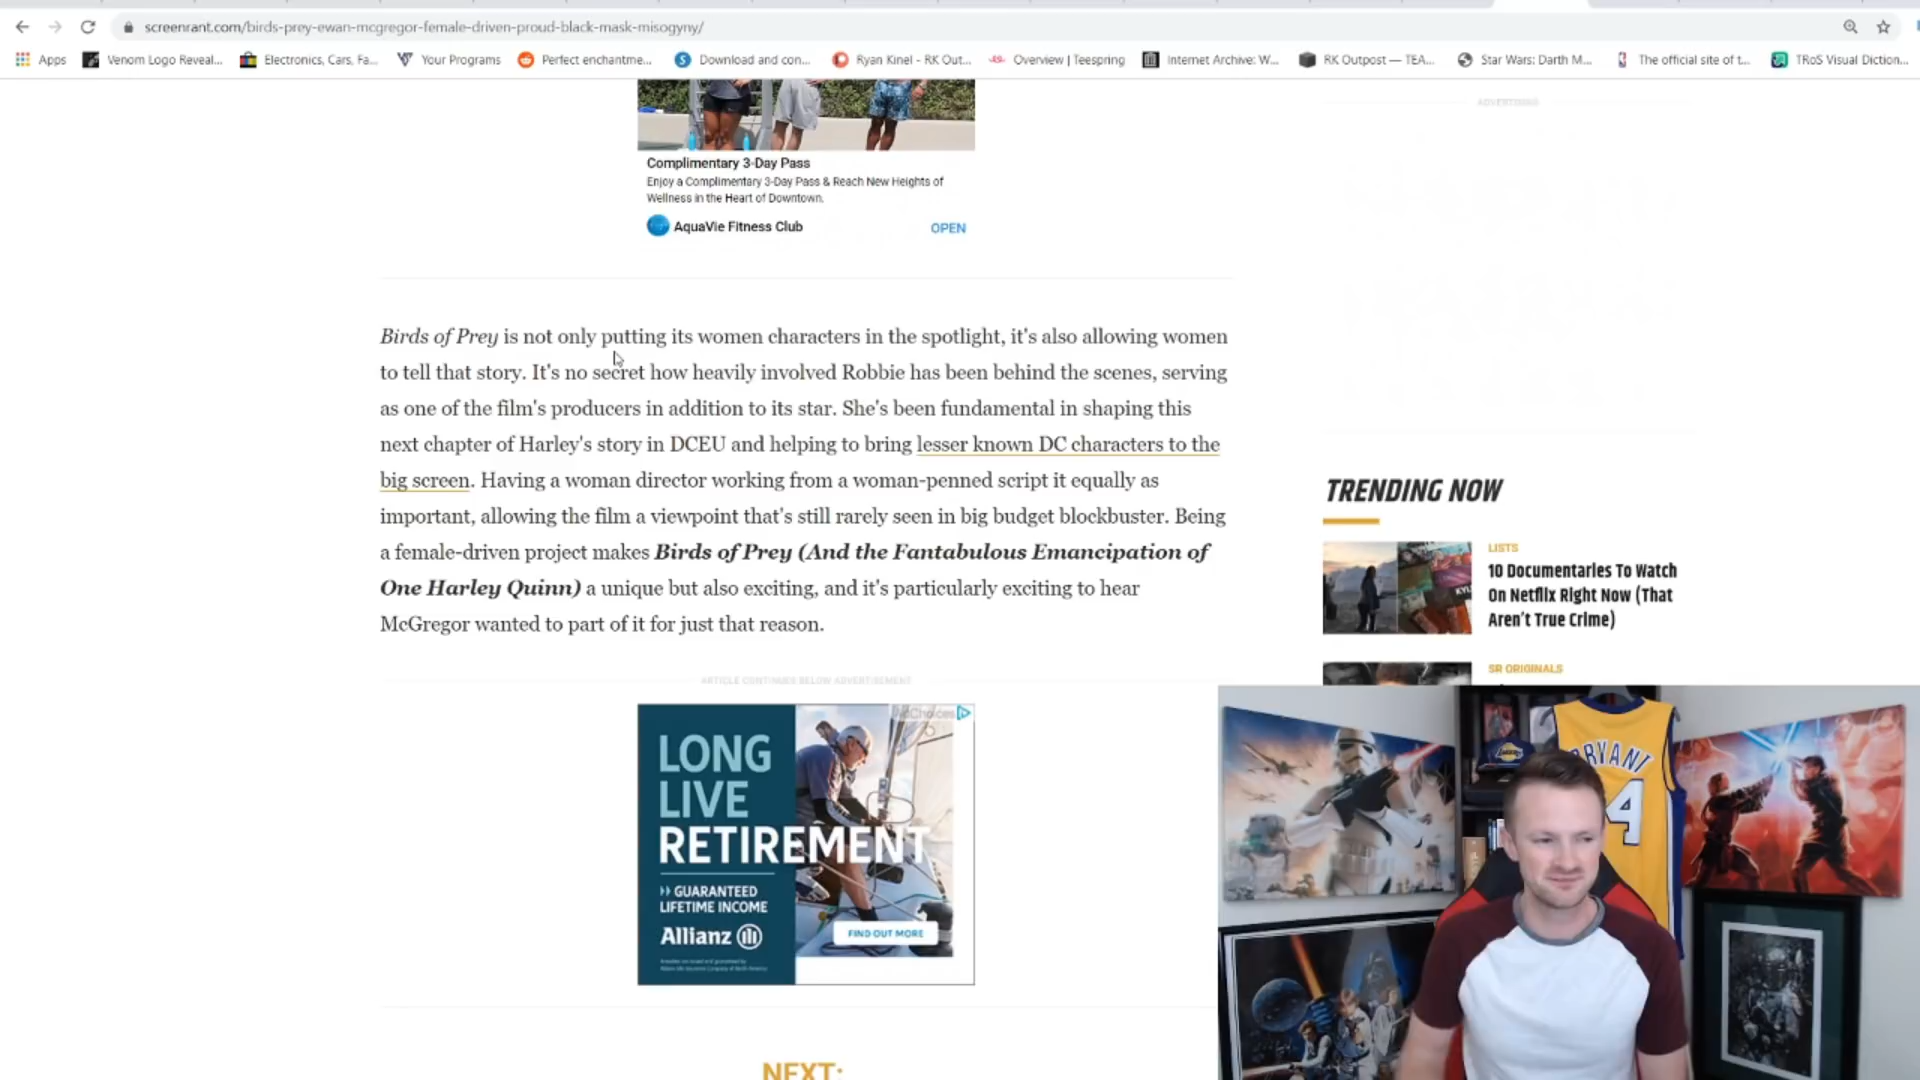 screenrant.com/birds-prey-ewan-mcgregor-female-driven-proud-black-mask-misogyny/
Apps
Venom Logo Reveal...
Electronics, Cars, Fa...
Your Programs
Perfect enchantme...
Download and con...
Ryan Kinel - RK Out...
Overview | Teespring
Internet Archive: W...
RK Outpost — TEA...
Star Wars: Darth M...
The official site of t...
TRoS Visual Diction...
ADVERTISING
Complimentary 3-Day Pass
Enjoy a Complimentary 3-Day Pass & Reach New Heights of
Wellness in the Heart of Downtown.
AquaVie Fitness Club
OPEN
Birds of Prey is not only putting its women characters in the spotlight, it's also allowing women
to tell that story. It's no secret how heavily involved Robbie has been behind the scenes, serving
as one of the film's producers in addition to its star. She's been fundamental in shaping this
next chapter of Harley's story in DCEU and helping to bring lesser known DC characters to the
big screen. Having a woman director working from a woman-penned script it equally as
important, allowing the film a viewpoint that's still rarely seen in big budget blockbuster. Being
a female-driven project makes Birds of Prey (And the Fantabulous Emancipation of
One Harley Quinn) a unique but also exciting, and it's particularly exciting to hear
McGregor wanted to part of it for just that reason.
TRENDING NOW
LISTS
10 Documentaries To Watch
On Netflix Right Now (That
Aren't True Crime)
SR ORIGINALS
ARTICLE CONTINUES BELOW ADVERTISEMENT
AdChoices
LONG
LIVE
RETIREMENT
GUARANTEED
LIFETIME INCOME
Allianz
FIND OUT MORE
NEXT:
BRYANT
4